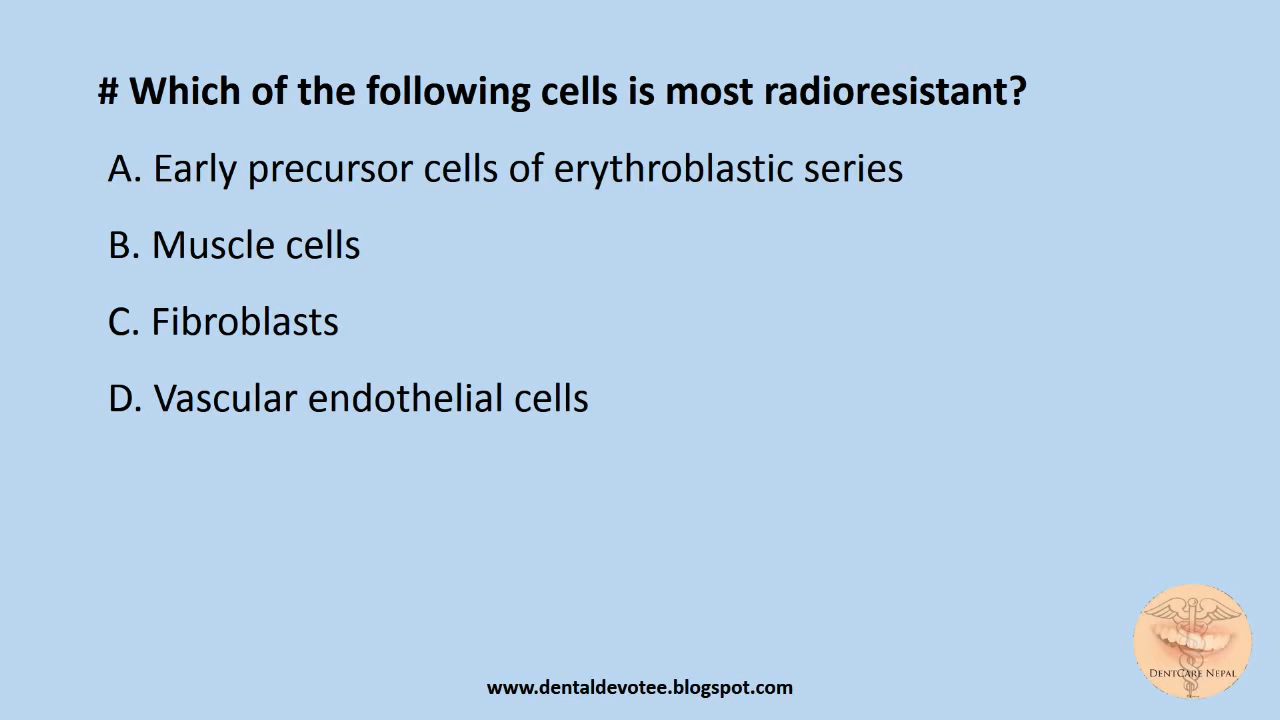 # Which of the following cells is most radioresistant?
A. Early precursor cells of erythroblastic series
B. Muscle cells
C. Fibroblasts
D. Vascular endothelial cells
DENTCARE NEPAL
www.dentaldevotee.blogspot.com